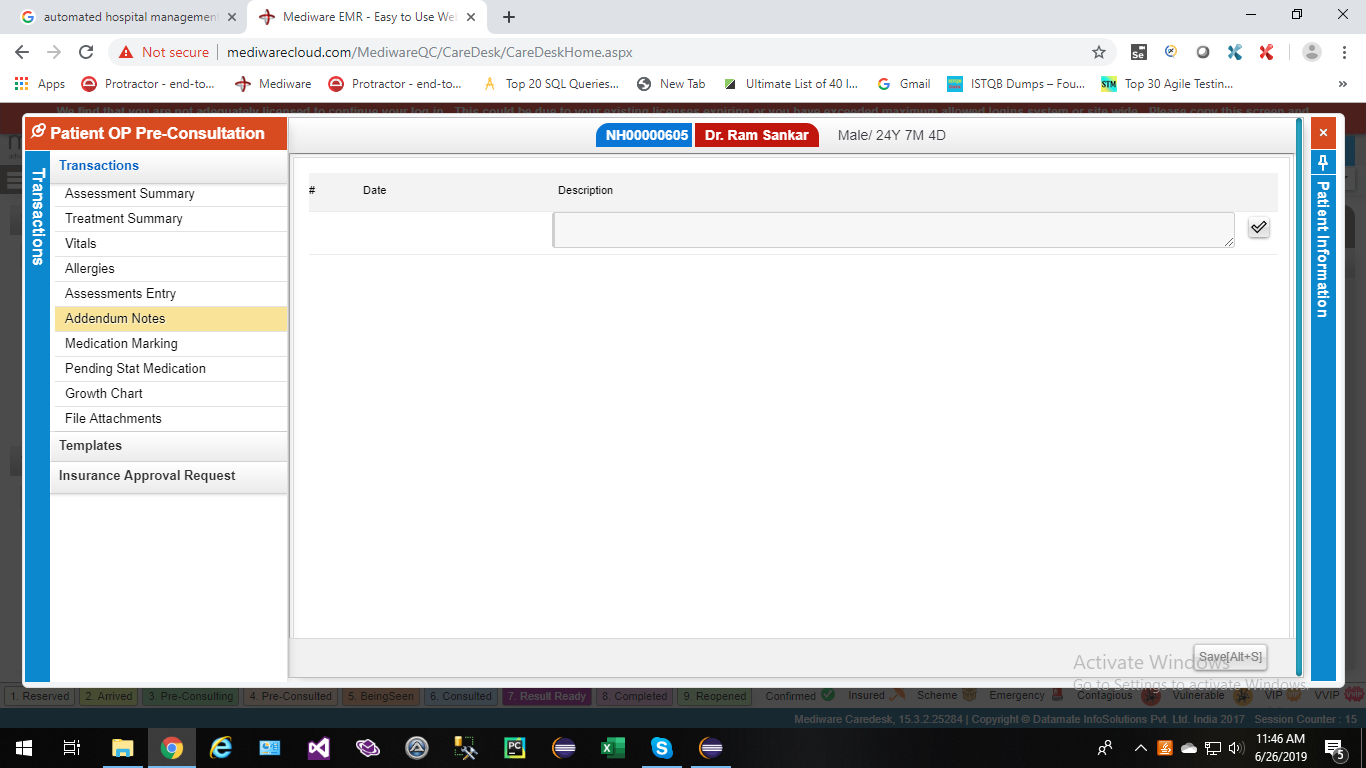 automated hospital management
Mediware EMR - Easy to Use We
Not secure
mediwarecloud.com/MediwareQC/CareDesk/CareDeskHome.aspx
Apps
Protractor - end-to...
Mediware
Protractor - end-to...
Top 20 SQL Queries...
New Tab
Ultimate List of 40 I...
Gmail
ISTQB Dumps – Fou...
STM
Top 30 Agile Testin...
»
We find that you are not adequately licensed to continue your log in. This could be due to your existing licenses expiring or you have exceeded maximum allowed logins system or site wide. Please copy this screen and
Patient OP Pre-Consultation
NH00000605
Dr. Ram Sankar
Male/ 24Y 7M 4D
Transactions
Transactions
Assessment Summary
Treatment Summary
Vitals
Allergies
Assessments Entry
Addendum Notes
Medication Marking
Pending Stat Medication
Growth Chart
File Attachments
Templates
Insurance Approval Request
# Date Description
Patient Information
Save[Alt+S]
Activate Windows
Go to Settings to activate Windows.
1. Reserved
2. Arrived
3. Pre-Consulting
4. Pre-Consulted
5. BeingSeen
6. Consulted
7. Result Ready
8. Completed
9. Reopened
Confirmed
Insured
Scheme
Emergency
Contagious
Vulnerable
VIP
VVIP
Mediware Caredesk, 15.3.2.25284 | Copyright © Datamate InfoSolutions Pvt. Ltd. India 2017 Session Counter : 15
11:46 AM
6/26/2019
5